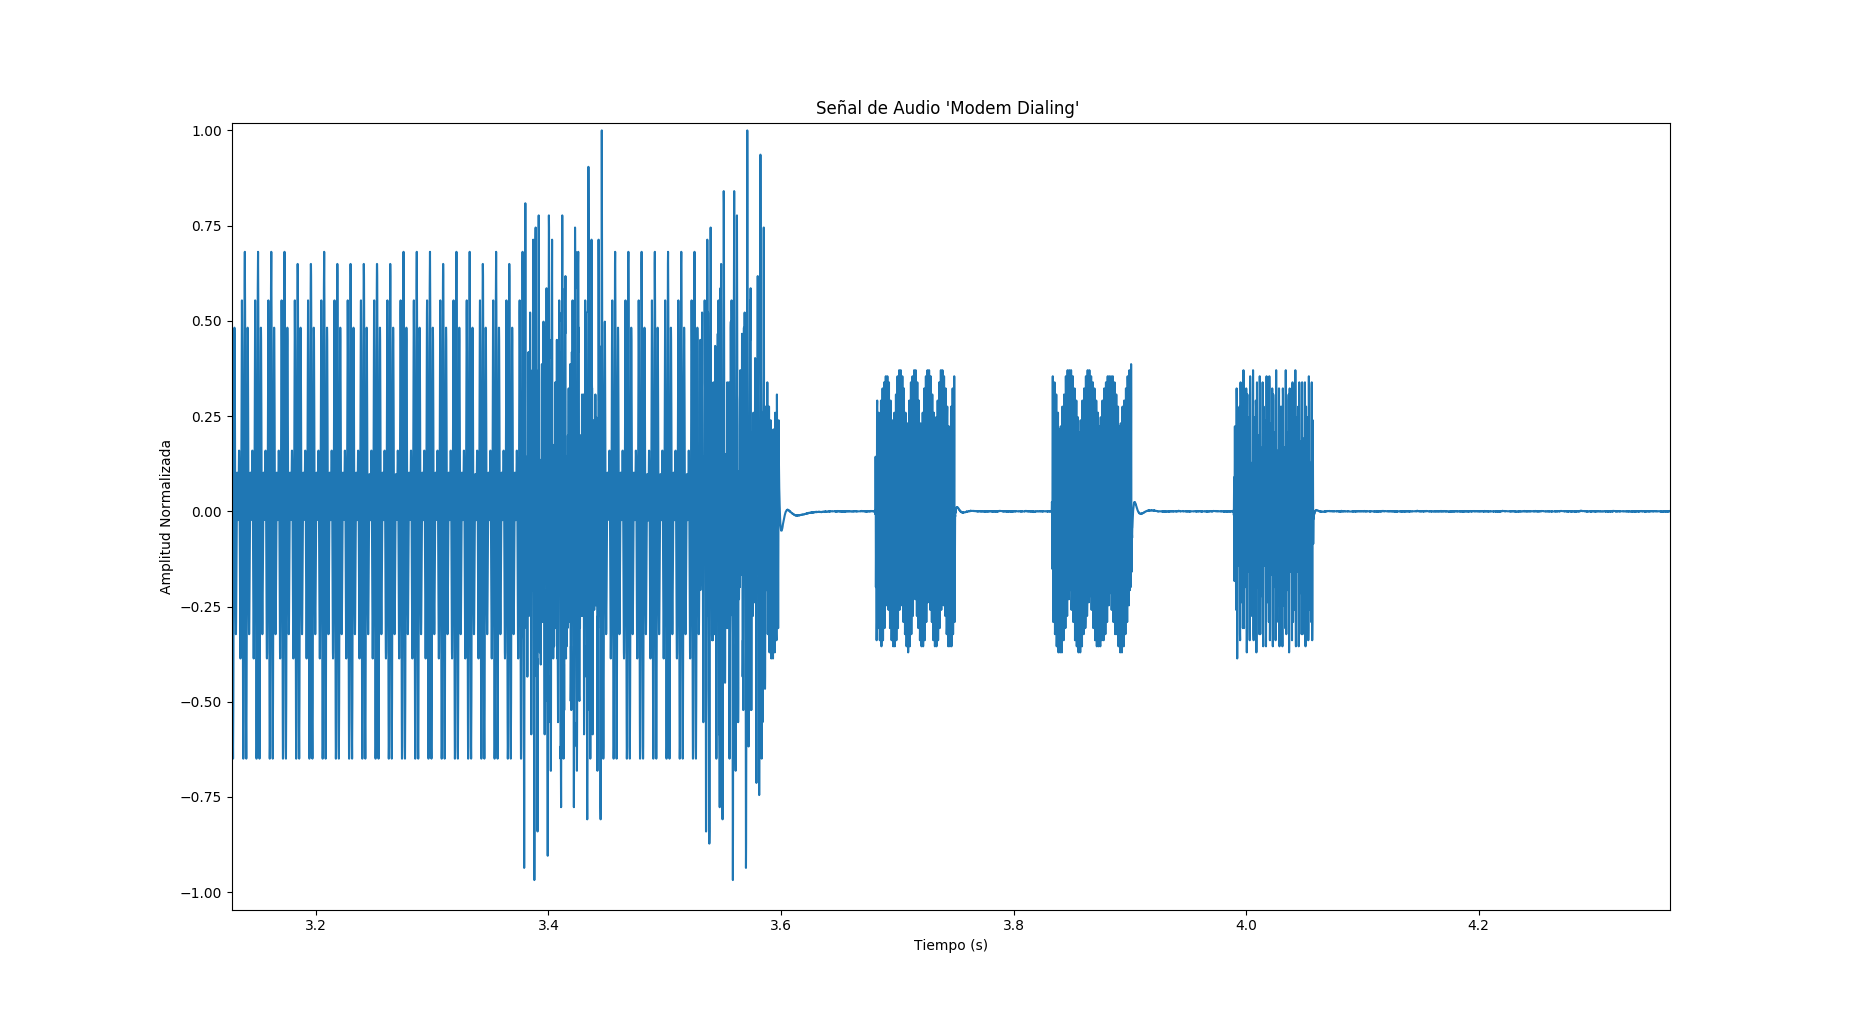 Señal de Audio 'Modem Dialing'
1.00
0.75
0.50
0.25
0.00
−0.25
−0.50
−0.75
−1.00
Amplitud Normalizada
3.2 3.4 3.6 3.8 4.0 4.2
Tiempo (s)